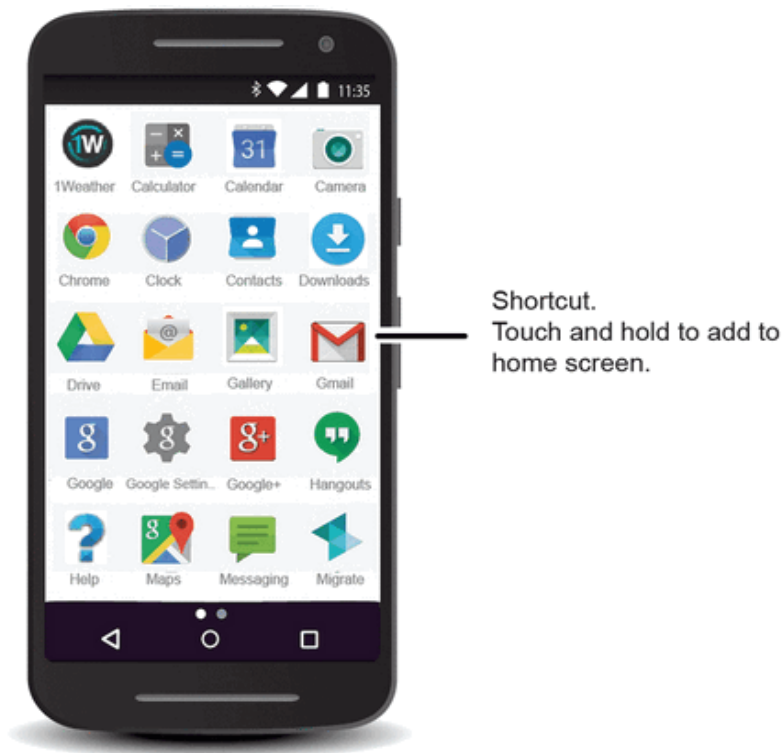 11:35
1W
31
1Weather Calculator Calendar Camera
Chrome Clock Contacts Downloads
@
Drive Email Gallery Gmail
g g g+
Google Google Settin.. Google+ Hangouts
? g
Help Maps Messaging Migrate
Shortcut.
Touch and hold to add to
home screen.